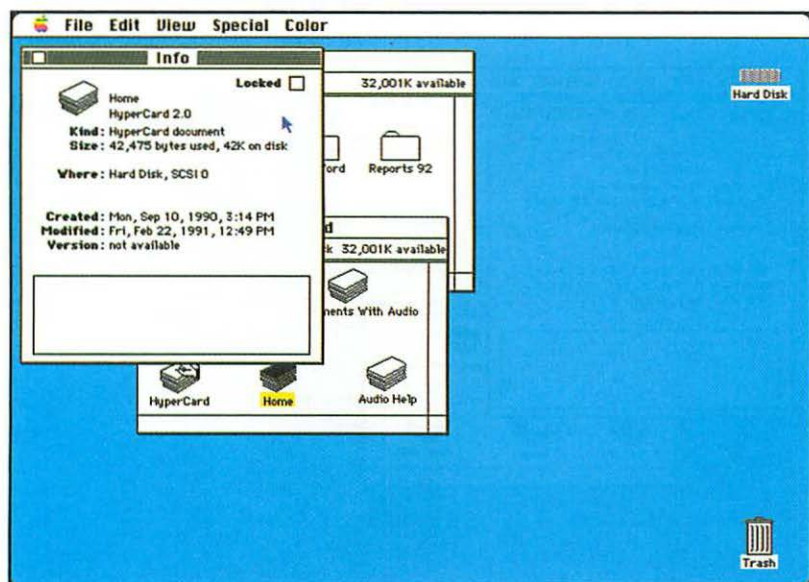 File Edit View Special Color
Info
Locked
Home
HyperCard 2.0
Kind: HyperCard document
Size: 42,475 bytes used, 42K on disk
Where: Hard Disk, SCSI 0
Created: Mon, Sep 10, 1990, 3:14 PM
Modified: Fri, Feb 22, 1991, 12:49 PM
Version: not available
32,001K available
ord Reports 92
d
k 32,001K available
ments With Audio
HyperCard Home Audio Help
Hard Disk
Trash